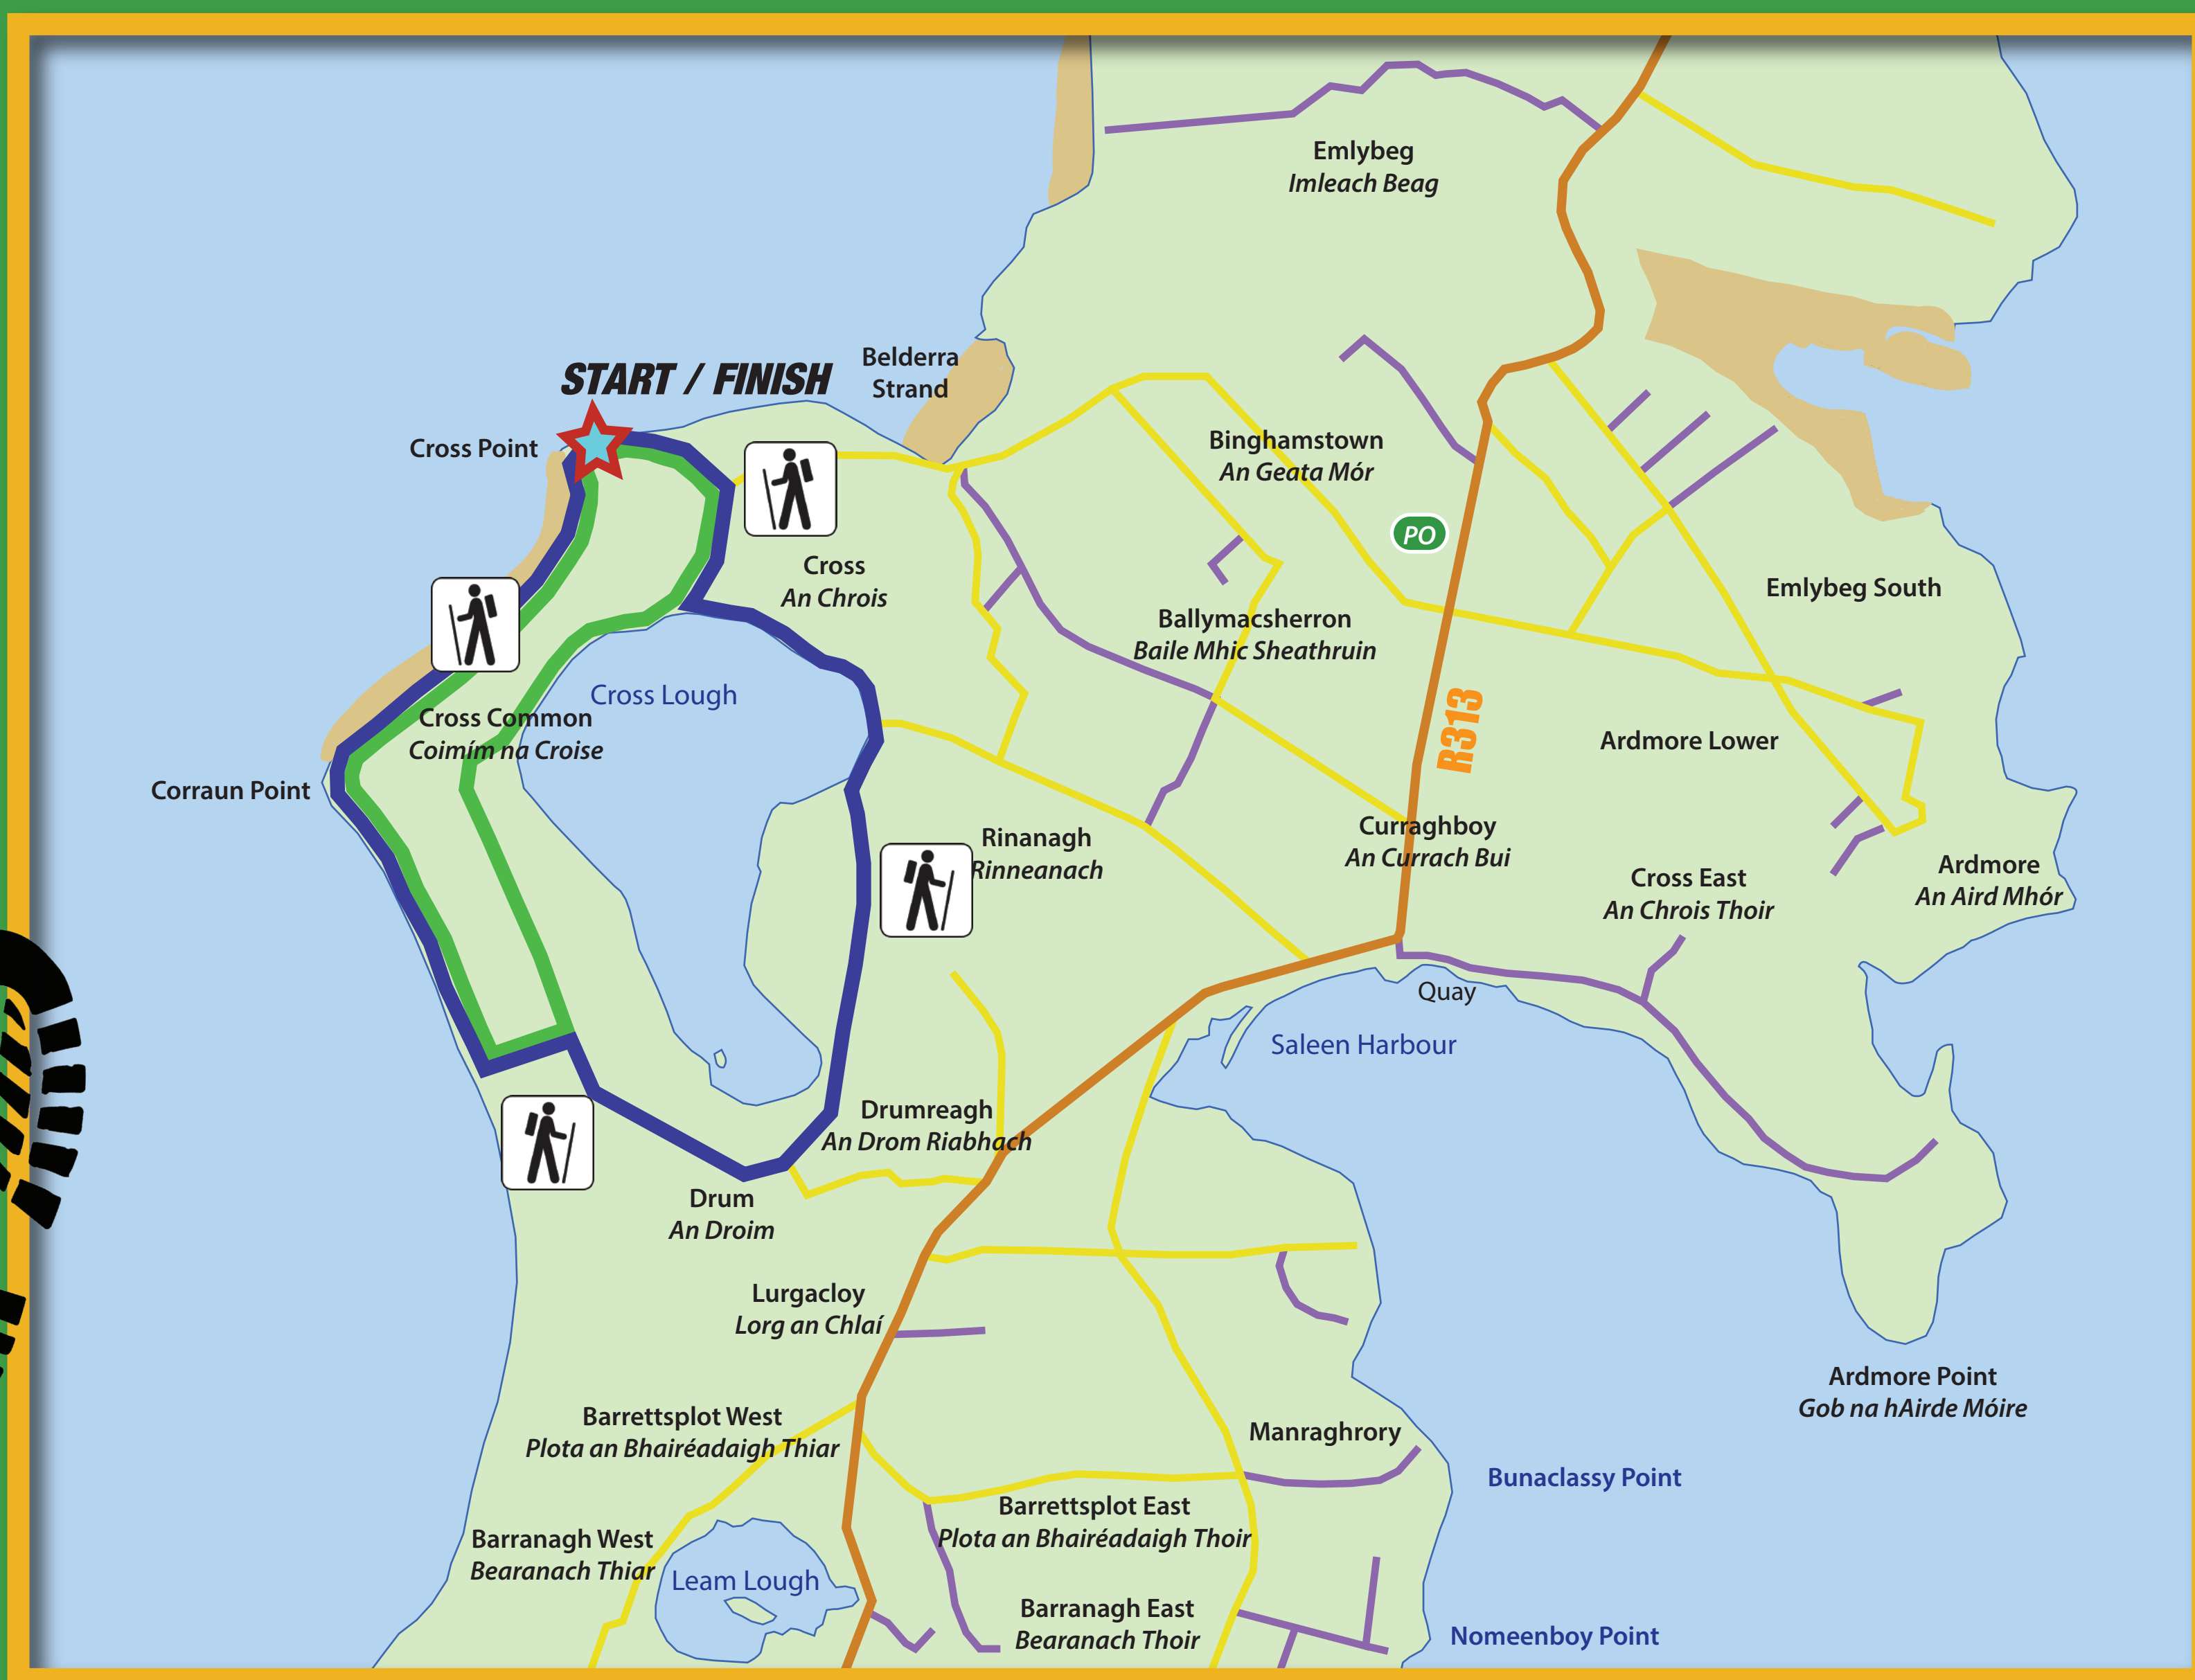 Emlybeg
Imleach Beag
START / FINISH
Belderra
Strand
Cross Point
Binghamstown
An Geata Mór
PO
Cross
An Chrois
Emlybeg South
Ballymacsherron
Baile Mhic Sheathruin
Cross Lough
Cross Common
Coimím na Croise
R313
Ardmore Lower
Corraun Point
Rinanagh
Rinneanach
Curraghboy
An Currach Bui
Cross East
An Chrois Thoir
Ardmore
An Aird Mhór
Quay
Saleen Harbour
Drumreagh
An Drom Riabhach
Drum
An Droim
Lurgacloy
Lorg an Chlaí
Ardmore Point
Gob na hAirde Móire
Barrettsplot West
Plota an Bhairéadaigh Thiar
Manraghrory
Bunaclassy Point
Barrettsplot East
Plota an Bhairéadaigh Thoir
Barranagh West
Bearanach Thiar
Leam Lough
Barranagh East
Bearanach Thoir
Nomeenboy Point